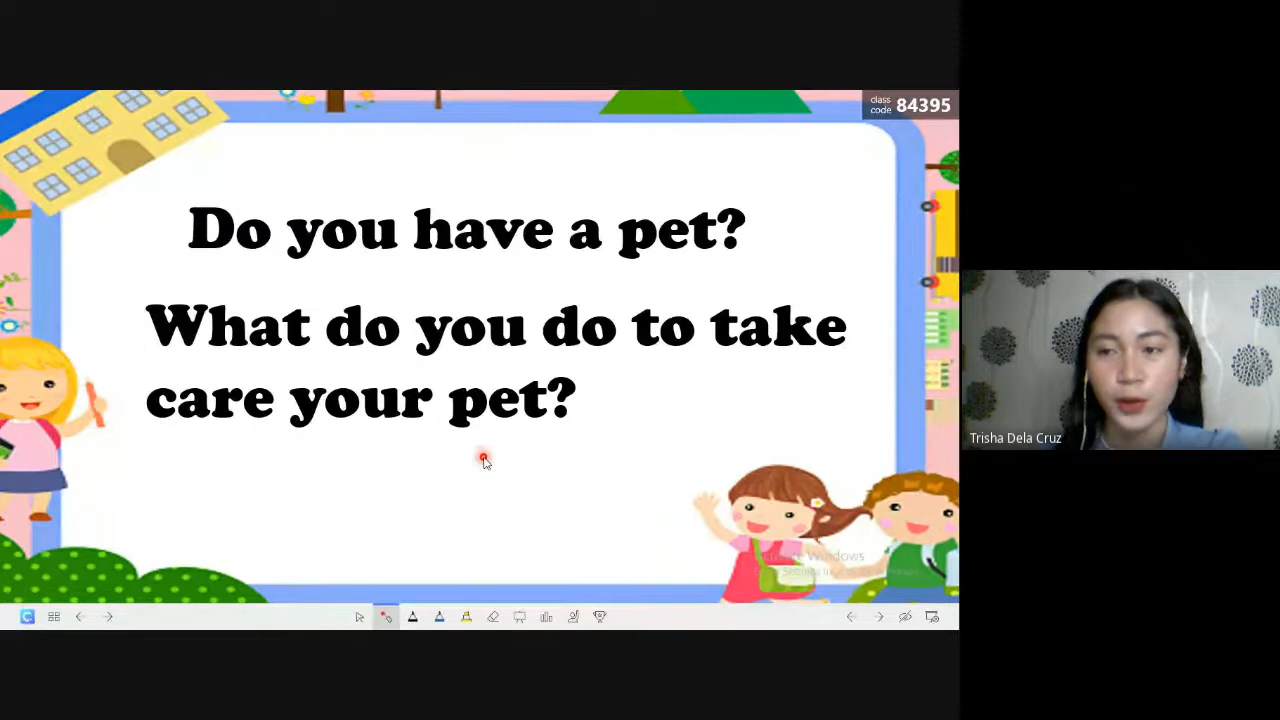 class code 84395
Do you have a pet?
What do you do to take
care your pet?
Trisha Dela Cruz